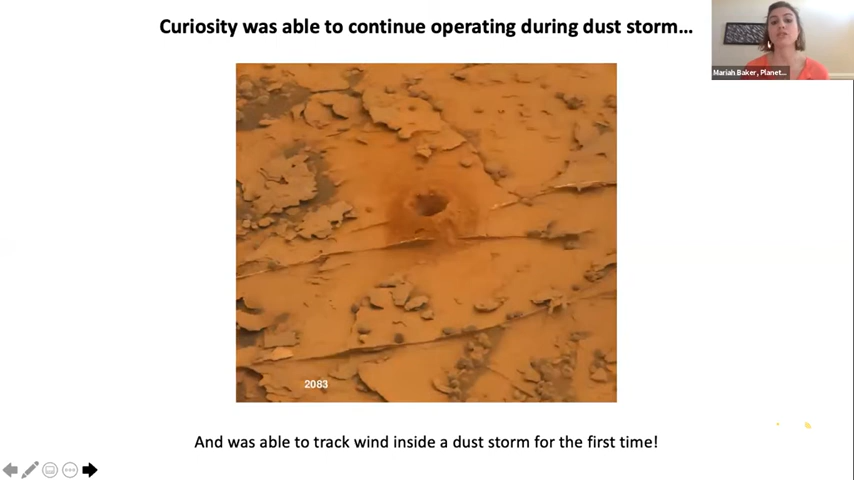 Curiosity was able to continue operating during dust storm...
Mariah Baker, Planet...
2083
And was able to track wind inside a dust storm for the first time!